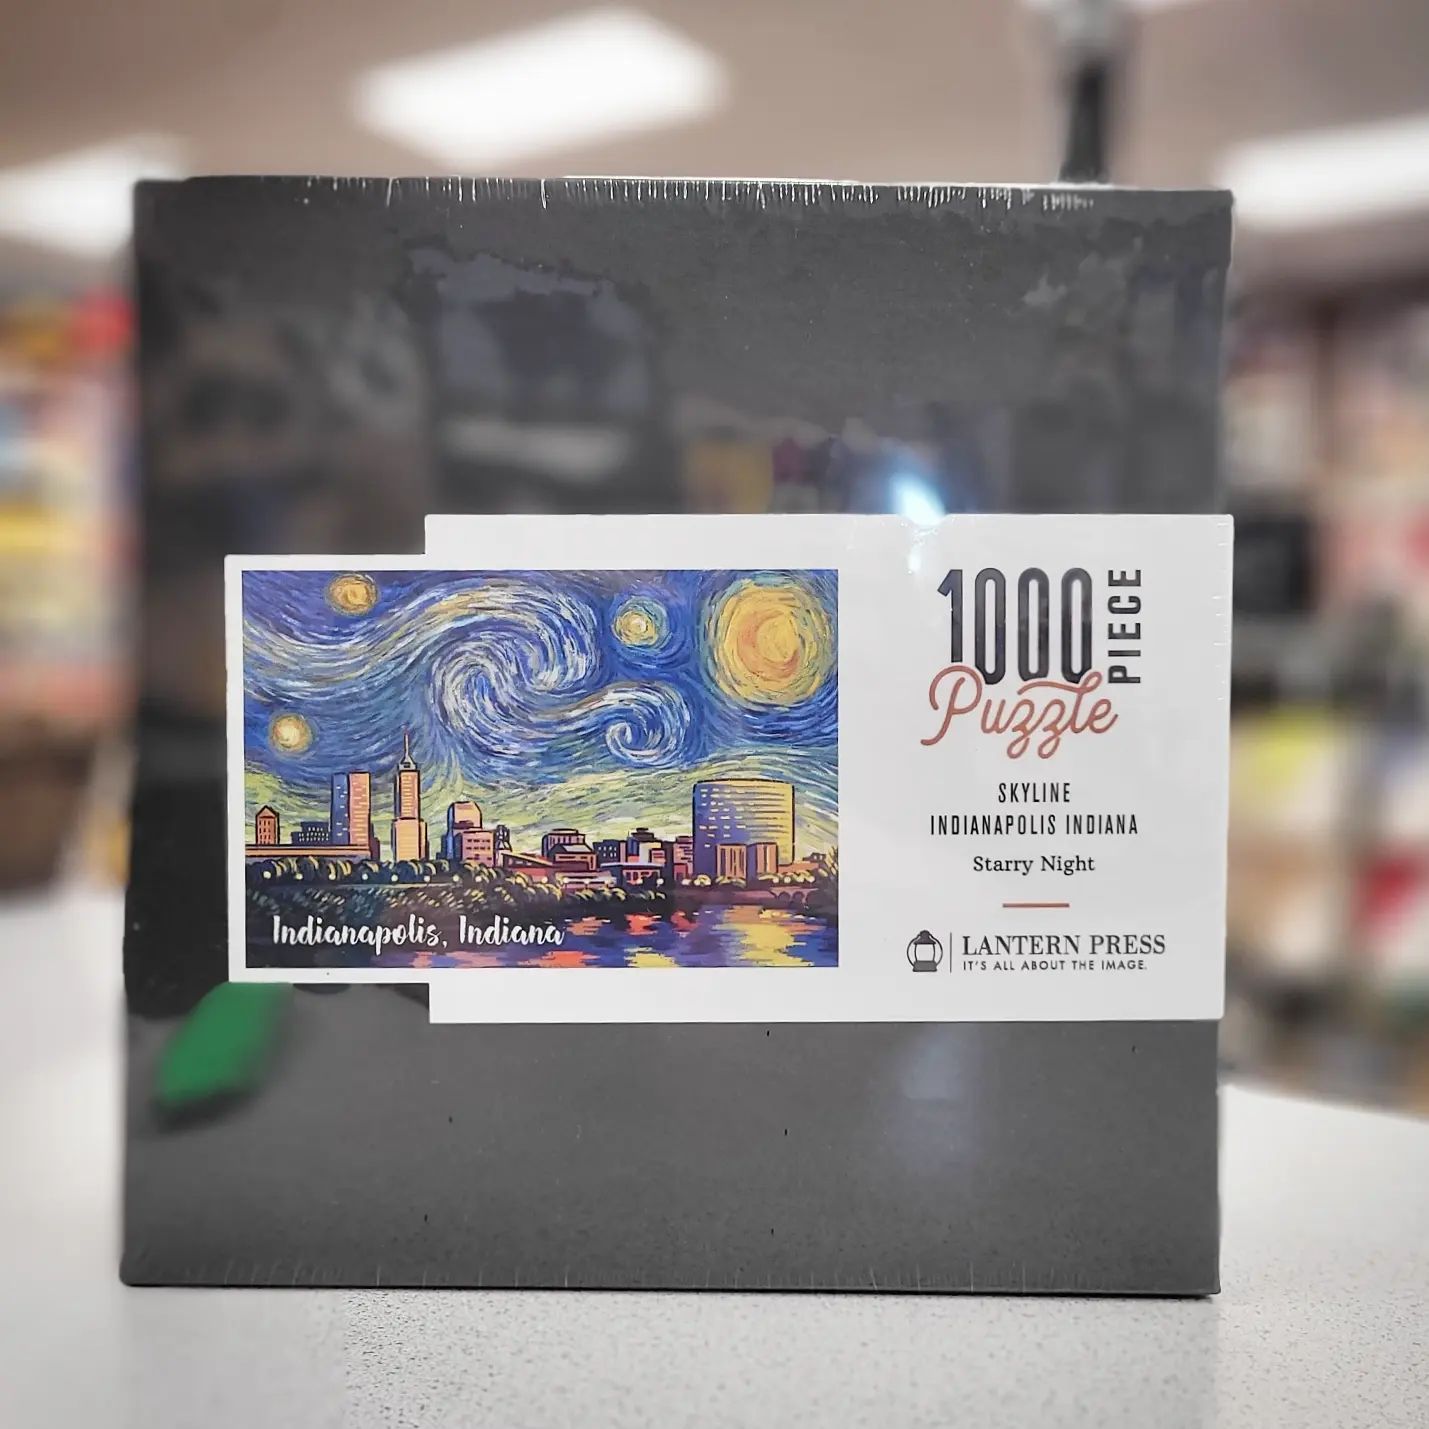 Indianapolis, Indiana
1000
PIECE
Puzzle
SKYLINE
INDIANAPOLIS INDIANA
Starry Night
LANTERN PRESS
IT'S ALL ABOUT THE IMAGE.